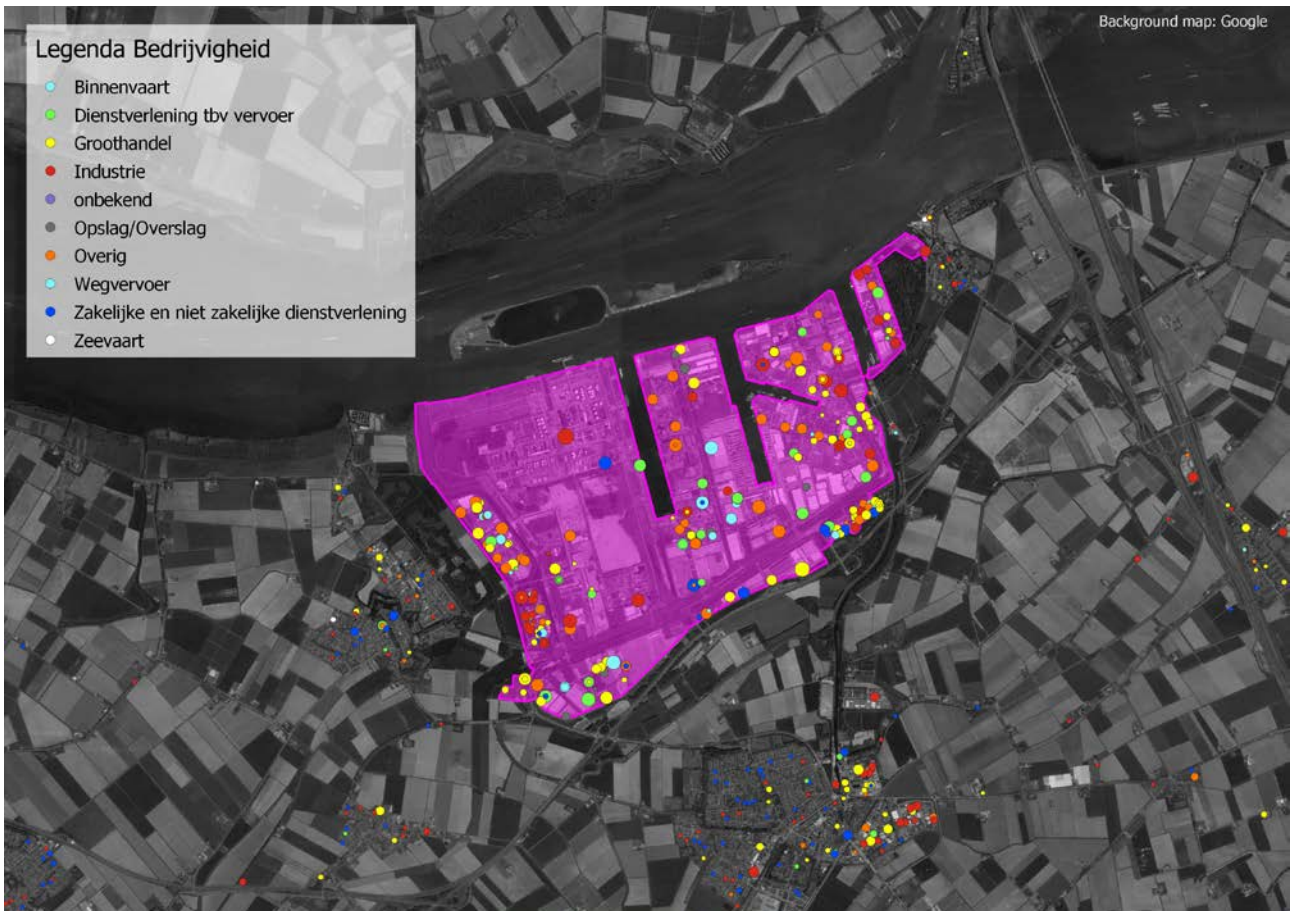 Background map: Google
Legenda Bedrijvigheid
Binnenvaart
Dienstverlening tbv vervoer
Groothandel
Industrie
onbekend
Opslag/Overslag
Overig
Wegvervoer
Zakelijke en niet zakelijke dienstverlening
Zeevaart